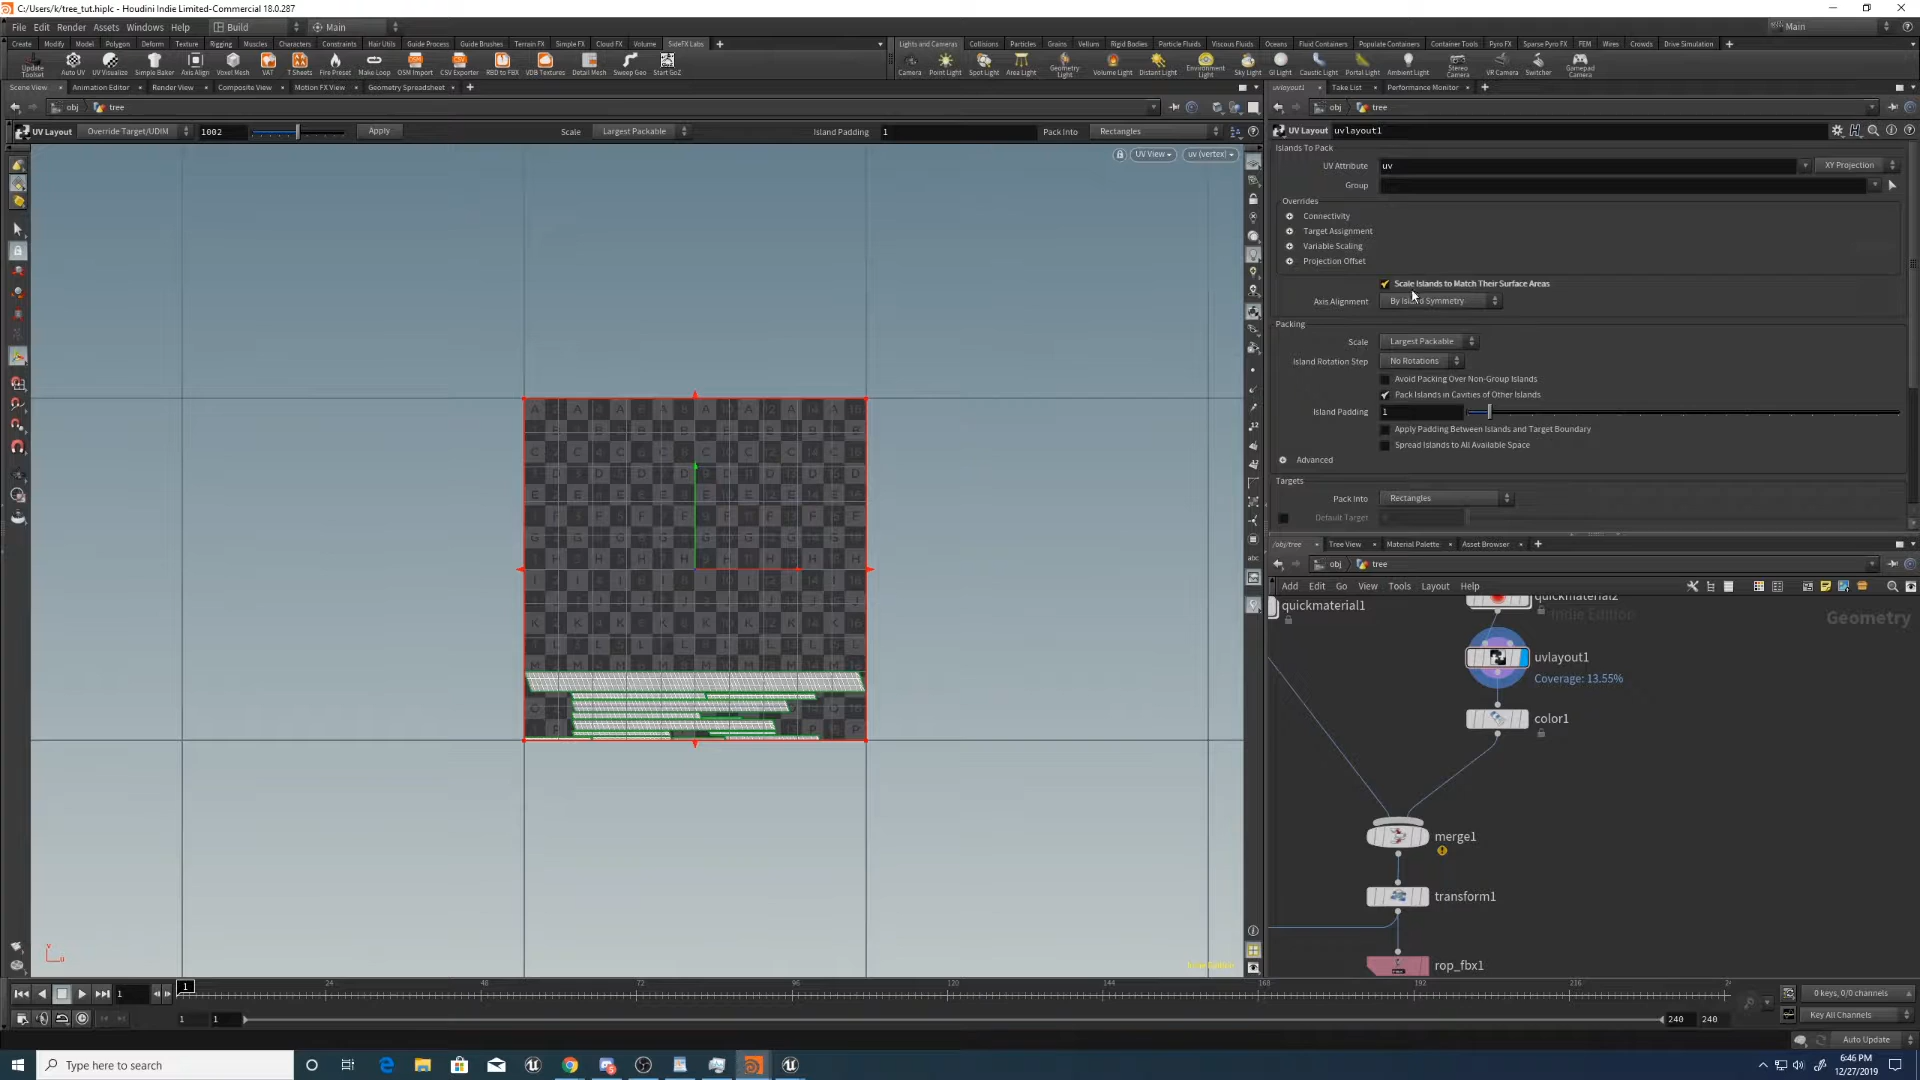 C:/Users/k/tree_tut.hiplc - Houdini Indie Limited-Commercial 18.0.287
File Edit Render Assets Windows Help Build Main Main
Create Modify Model Polygon Deform Texture Rigging Muscles Characters Constraints Hair Utils Guide Process Guide Brushes Terrain FX Simple FX Cloud FX Volume SideFX Labs Lights and Cameras Collisions Particles Grains Vellum Rigid Bodies Particle Fluids Viscous Fluids Oceans Fluid Containers Populate Containers Container Tools Pyro FX Sparse Pyro FX FEM Wires Crowds Drive Simulation
Update Toolset Auto UV UV Visualize Simple Baker Axis Align Voxel Mesh VAT T Sheets Fire Preset Make Loop OSM Import CSV Exporter RBD to FBX VDB Textures Detail Mesh Sweep Geo Start GoZ Camera Point Light Spot Light Area Light Geometry Light Volume Light Distant Light Environment Light Sky Light GI Light Caustic Light Portal Light Ambient Light Stereo Camera VR Camera Switcher Gamepad Camera
Scene View Animation Editor Render View Composite View Motion FX View Geometry Spreadsheet uvlayout1 Take List Performance Monitor
obj tree obj tree
UV Layout Override Target/UDIM 1002 Apply Scale Largest Packable Island Padding 1 Pack Into Rectangles UV Layout uvlayout1
UV View uv (vertex)
Islands To Pack
UV Attribute uv XY Projection
Group
Overrides
Connectivity
Target Assignment
Variable Scaling
Projection Offset
Scale Islands to Match Their Surface Areas
Axis Alignment
Packing
Scale Largest Packable
Island Rotation Step No Rotations
Avoid Packing Over Non-Group Islands
Pack Islands in Cavities of Other Islands
Island Padding 1
Apply Padding Between Islands and Target Boundary
Spread Islands to All Available Space
Advanced
Targets
Pack Into Rectangles
Default Target
/obj/tree Tree View Material Palette Asset Browser
obj tree
Add Edit Go View Tools Layout Help
quickmaterial1 quickmaterial2
Indie Edition Geometry
uvlayout1
Coverage: 13.55%
color1
merge1
transform1
rop_fbx1
1 1 24 48 72 96 120 144 168 192 216 0 keys, 0/0 channels
1 1 240 240 Key All Channels
Auto Update
Type here to search 6:46 PM
12/27/2019